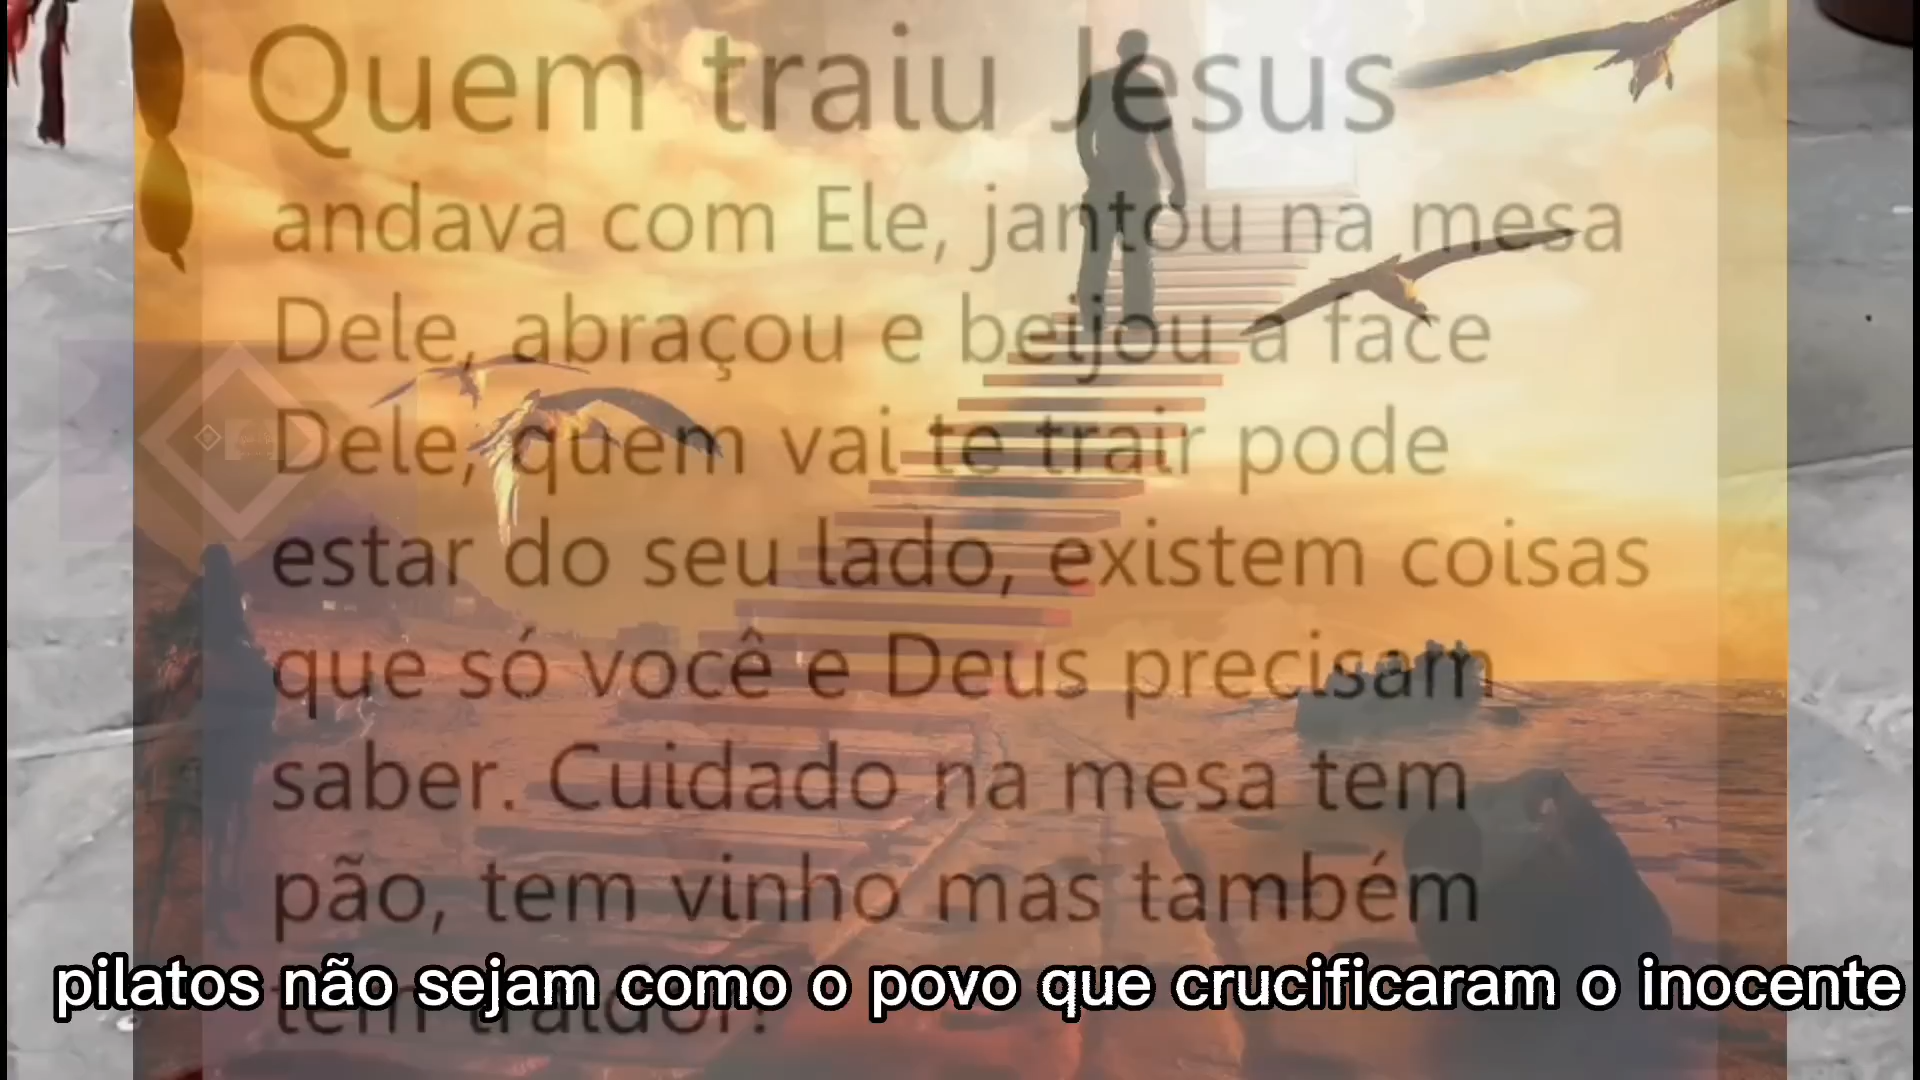 Quem traiu Jesus
andava com Ele, jantou na mesa
Dele, abraçou e beijou a face
Dele, quem vai te trair pode
estar do seu lado, existem coisas
que só você e Deus precisam
saber. Cuidado na mesa tem
pão, tem vinho mas também
tem traidor!
pilatos não sejam como o povo que crucificaram o inocente